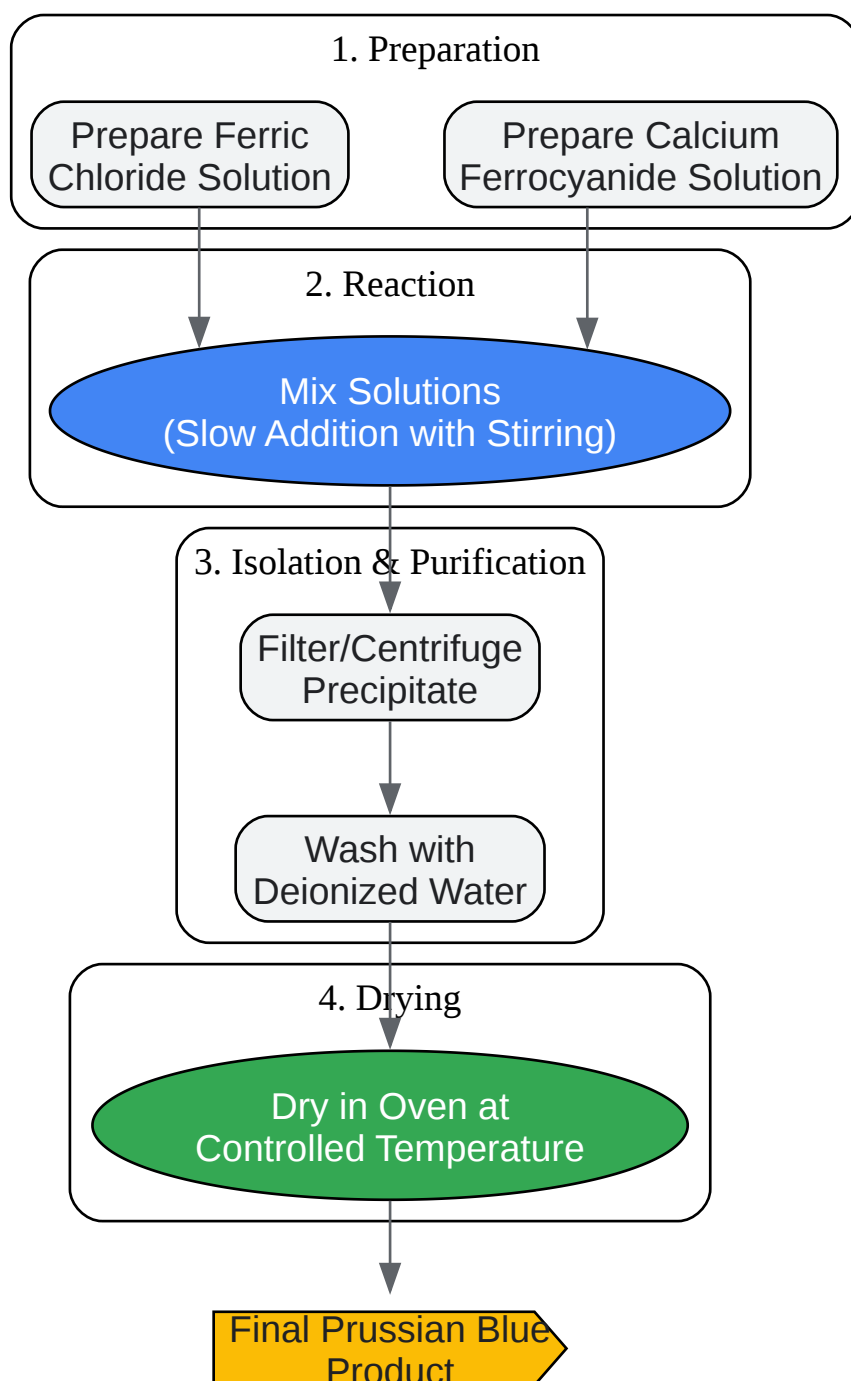 1. Preparation
Prepare Ferric
Chloride Solution
Prepare Calcium
Ferrocyanide Solution
2. Reaction
Mix Solutions
(Slow Addition with Stirring)
3. Isolation & Purification
Filter/Centrifuge
Precipitate
Wash with
Deionized Water
4. Drying
Dry in Oven at
Controlled Temperature
Final Prussian Blue
Product